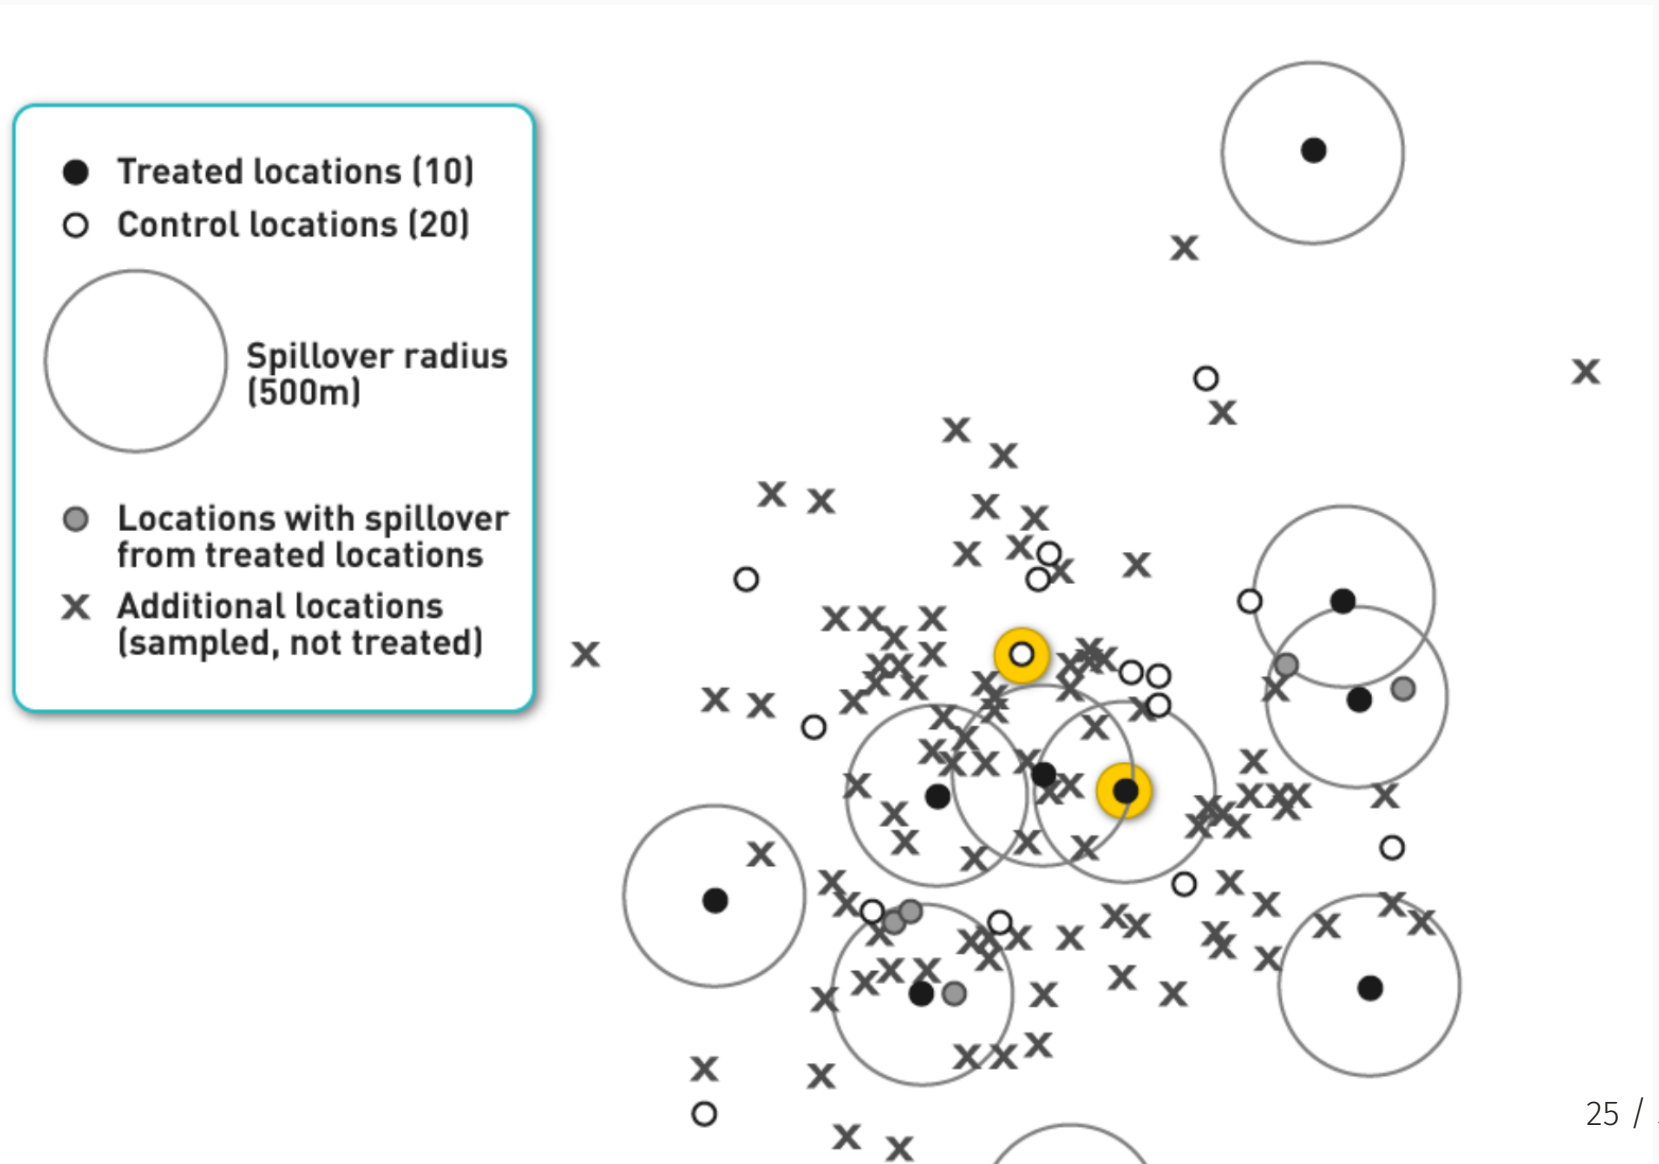 Treated locations (10)
Control locations (20)
Spillover radius
(500m)
Locations with spillover
from treated locations
Additional locations
(sampled, not treated)
25 /